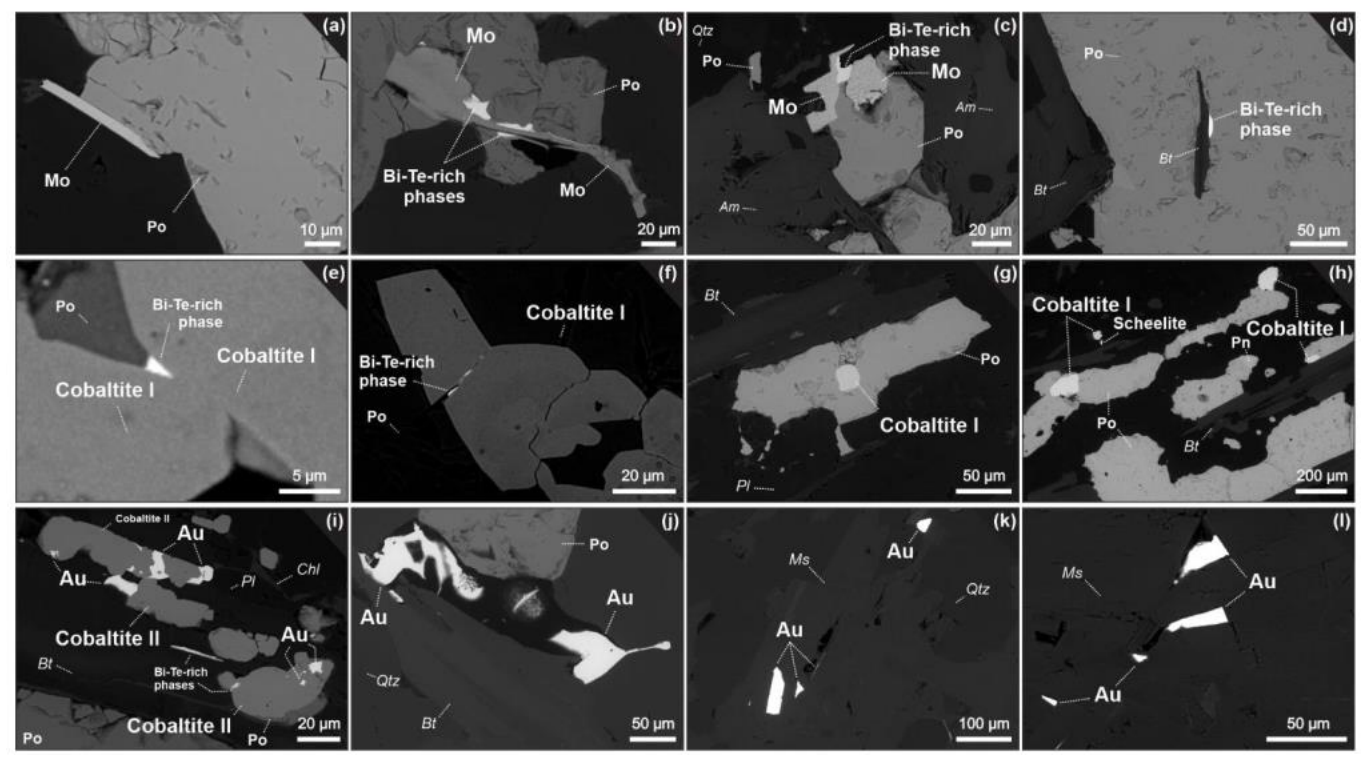 (a)
Mo
Po
10 µm
(b)
Mo
Po
Bi-Te-rich
phases
Mo
20 µm
(c)
Qtz
Bi-Te-rich
phase
Po
Mo
Mo
Am
Po
Am
20 µm
(d)
Po
Bi-Te-rich
phase
Bt
Bt
50 µm
(e)
Po
Bi-Te-rich
phase
Cobaltite I
Cobaltite I
5 µm
(f)
Cobaltite I
Bi-Te-rich
phase
Po
20 µm
(g)
Bt
Po
Cobaltite I
Pl
50 µm
(h)
Cobaltite I
Scheelite
Cobaltite I
Pn
Po
Bt
200 µm
(i)
Cobaltite II
Au
Au
Pl
Chl
Cobaltite II
Au
Bt
Bi-Te-rich
phases
Cobaltite II
Po
Po
20 µm
(j)
Po
Au
Au
Qtz
Bt
50 µm
(k)
Au
Ms
Qtz
Au
100 µm
(l)
Ms
Au
Au
50 µm